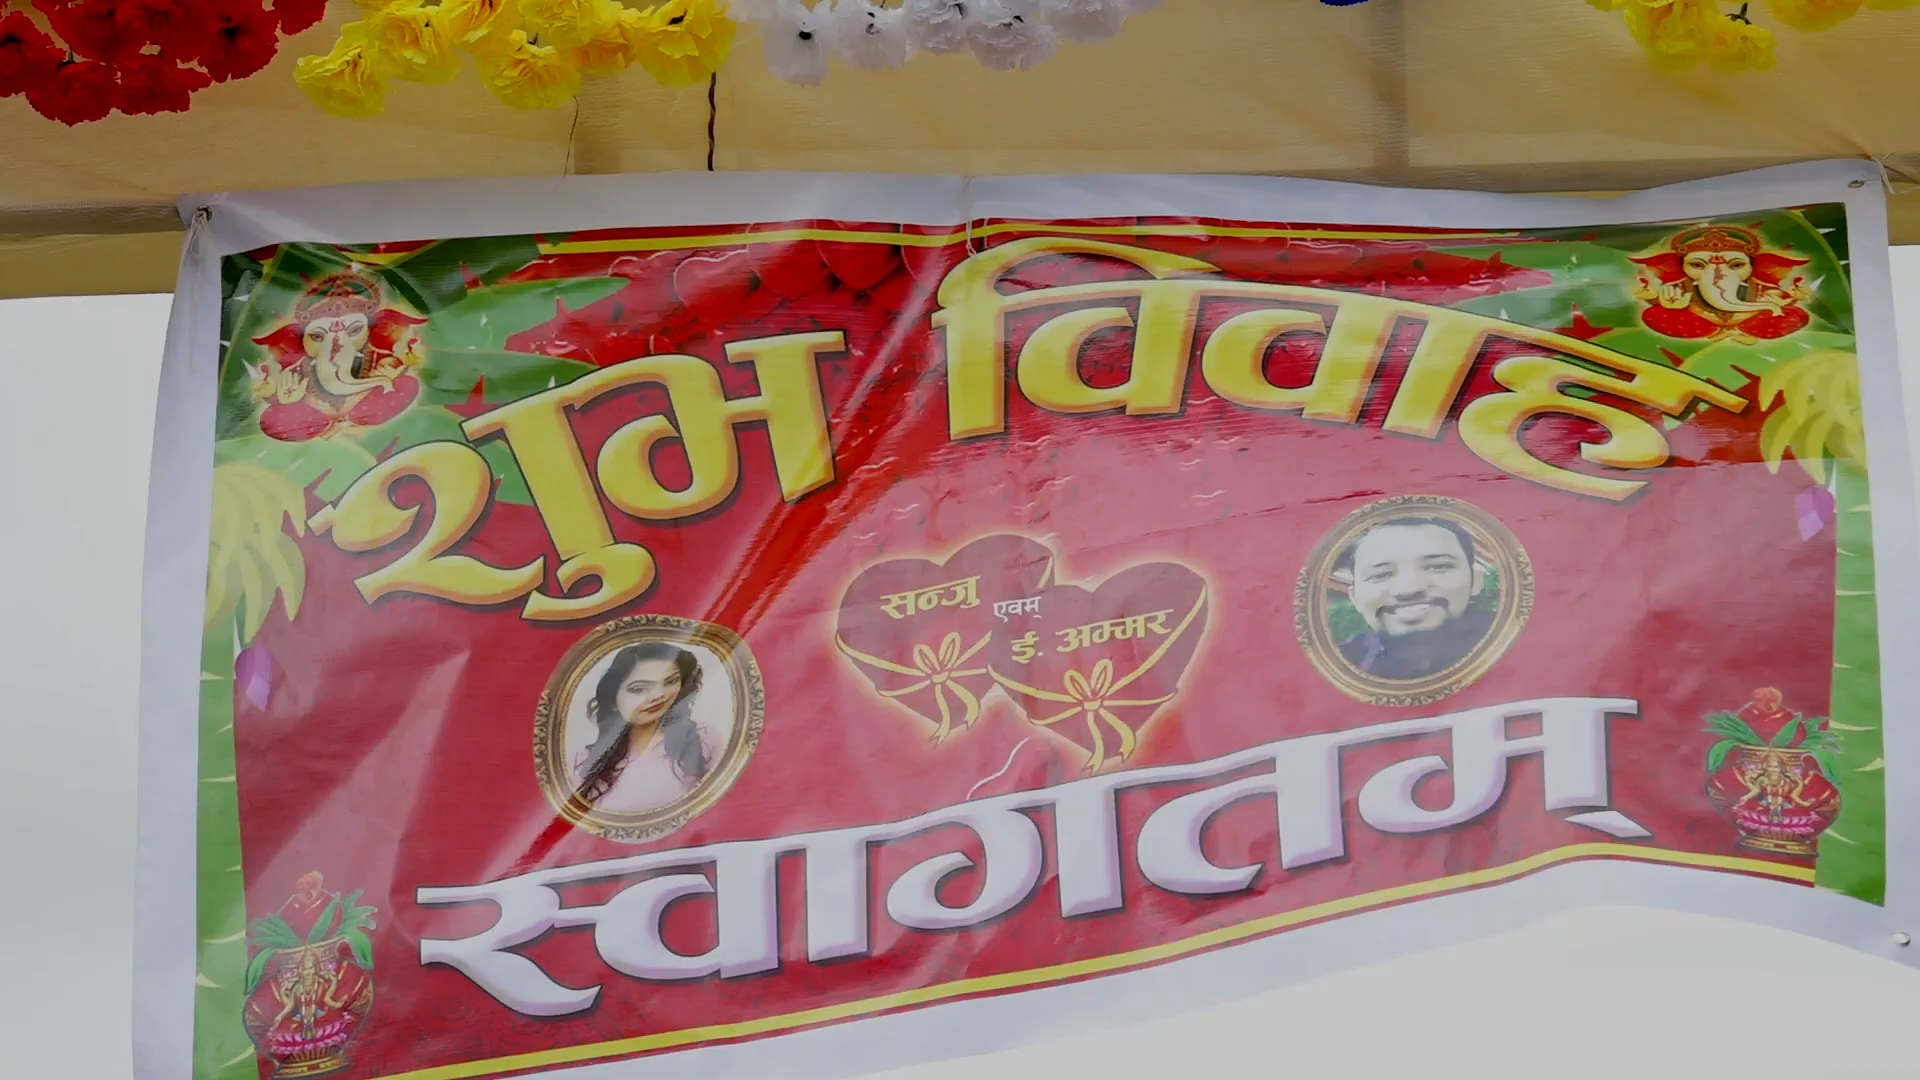 शुभ विवाह
सन्जु
एवम्
ई. अम्मर
स्वागतम्